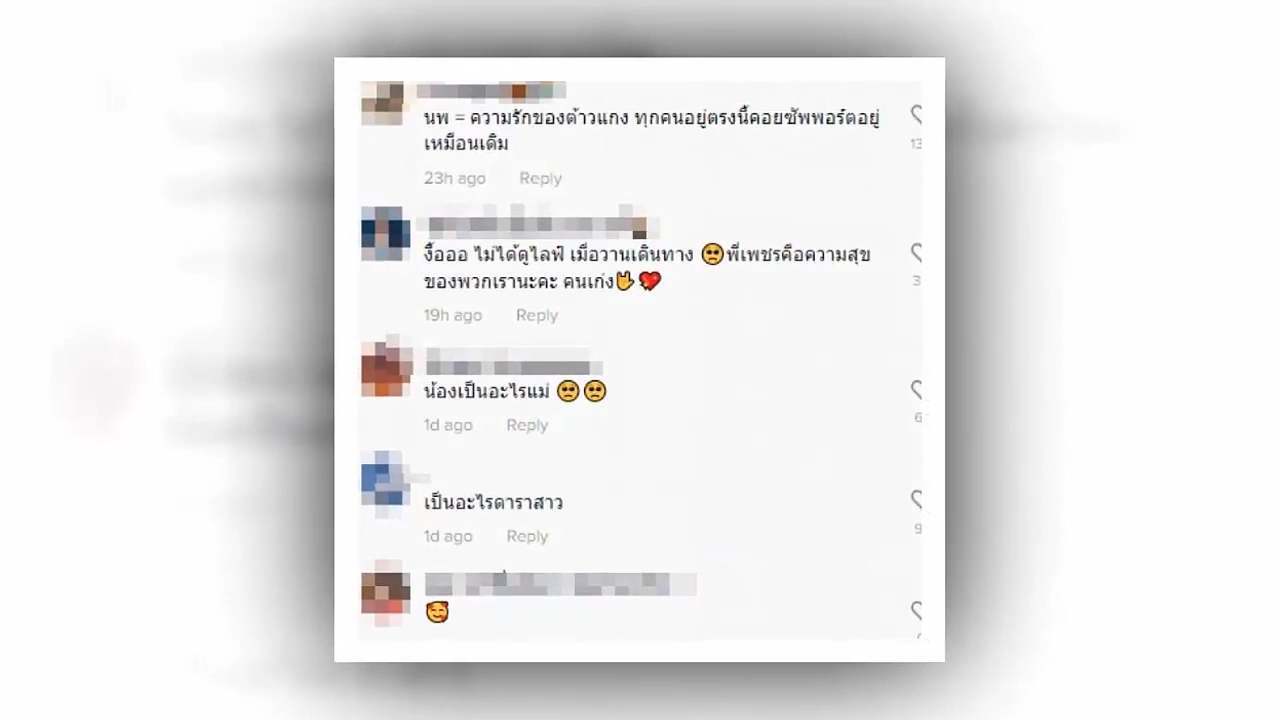 นพ = ความรักของต้าวแกง ทุกคนอยู่ตรงนี้คอยซัพพอร์ตอยู่
เหมือนเดิม
23h ago Reply
13
งื้อออ ไม่ได้ดูไลฟ์ เมื่อวานเดินทาง 🥺พี่เพชรคือความสุข
ของพวกเรานะคะ คนเก่ง🤟💖
19h ago Reply
3
น้องเป็นอะไรแม่ 🥺🥺
1d ago Reply
6
เป็นอะไรดาราสาว
1d ago Reply
9
🥰